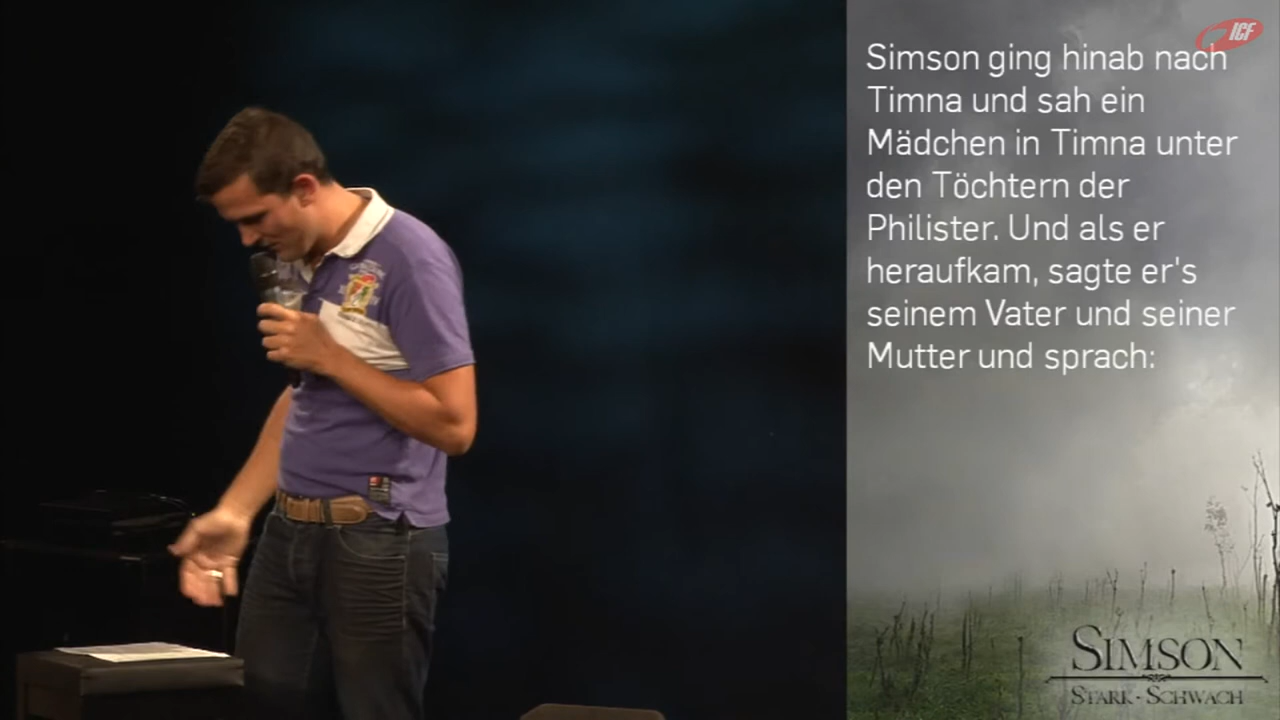 ICF
Simson ging hinab nach
Timna und sah ein
Mädchen in Timna unter
den Töchtern der
Philister. Und als er
heraufkam, sagte er's
seinem Vater und seiner
Mutter und sprach:
SIMSON
STARK - SCHWACH